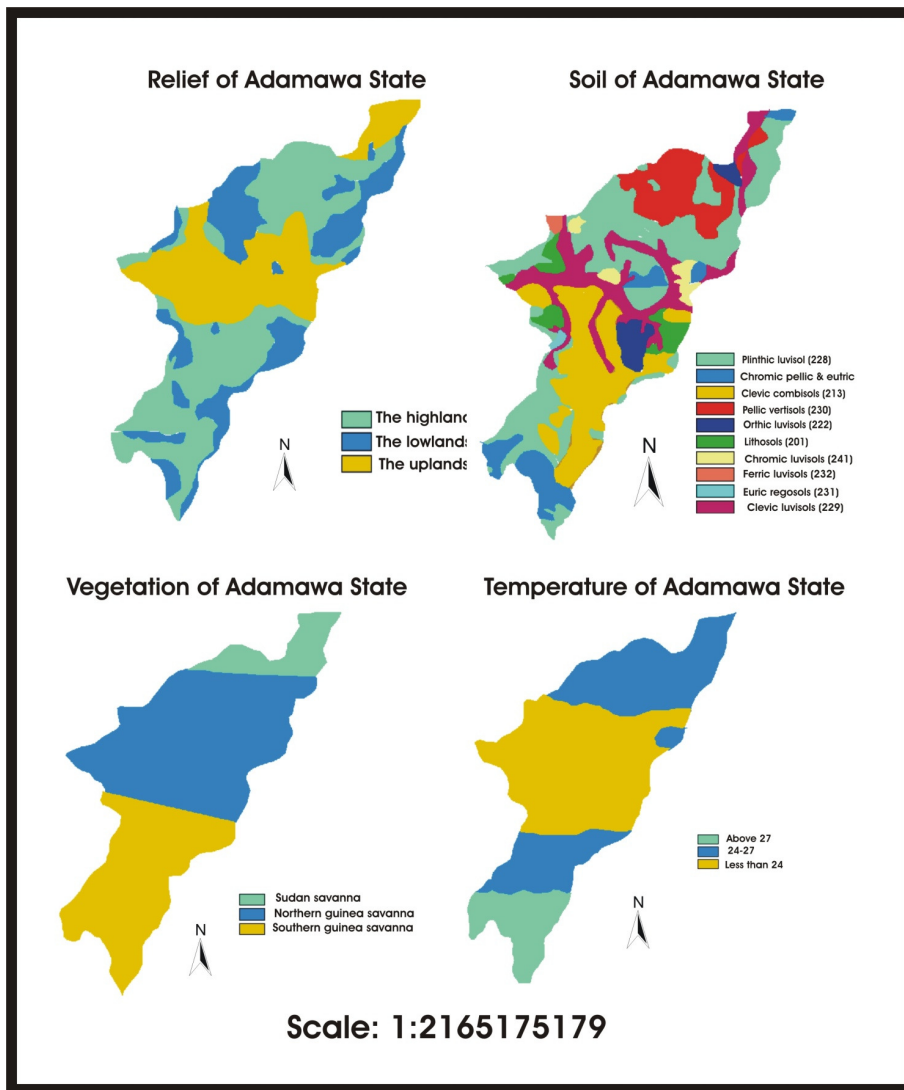 Relief of Adamawa State
N
The highland
The lowlands
The uplands
Soil of Adamawa State
N
Plinthic luvisol (228)
Chromic pellic & eutric
Clevic combisols (213)
Pellic vertisols (230)
Orthic luvisols (222)
Lithosols (201)
Chromic luvisols (241)
Ferric luvisols (232)
Euric regosols (231)
Clevic luvisols (229)
Vegetation of Adamawa State
Sudan savanna
Northern guinea savanna
Southern guinea savanna
N
Temperature of Adamawa State
Above 27
24-27
Less than 24
N
Scale: 1:2165175179